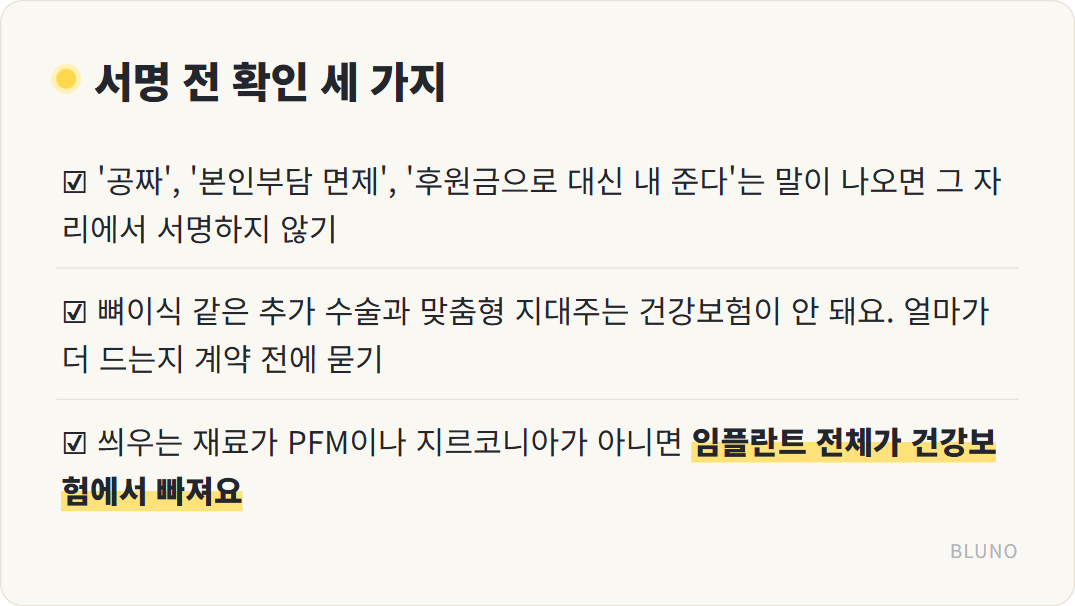 서명 전 확인 세 가지
☑ '공짜', '본인부담 면제', '후원금으로 대신 내 준다'는 말이 나오면 그 자
리에서 서명하지 않기
☑ 뼈이식 같은 추가 수술과 맞춤형 지대주는 건강보험이 안 돼요. 얼마가
더 드는지 계약 전에 묻기
☑ 씌우는 재료가 PFM이나 지르코니아가 아니면 임플란트 전체가 건강보
험에서 빠져요
BLUNO